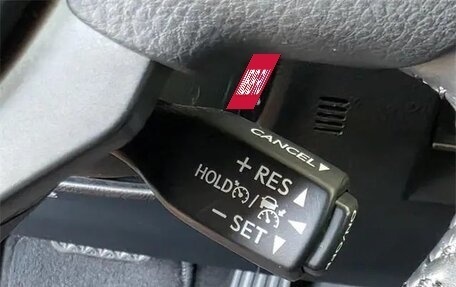 CANCEL
+ RES
HOLD /
– SET